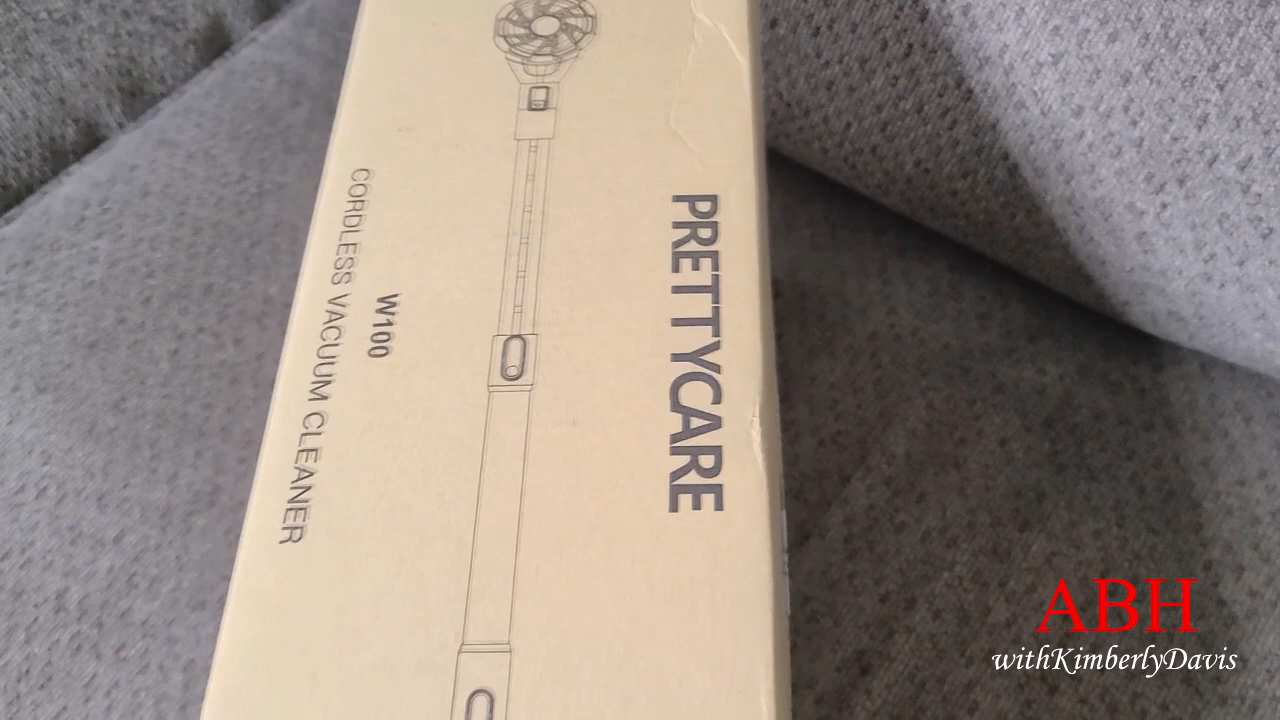 PRETTYCARE
W100
CORDLESS VACUUM CLEANER
ABH
withKimberlyDavis